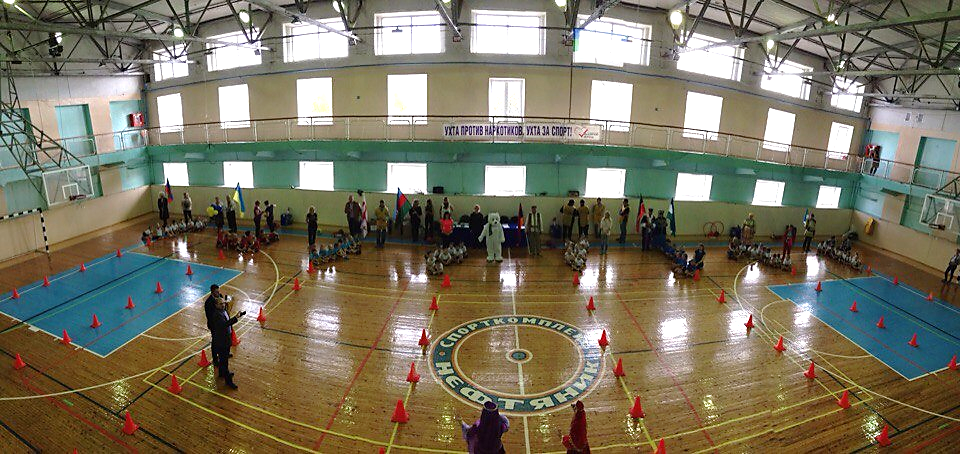 УХТА ПРОТИВ НАРКОТИКОВ, УХТА ЗА СПОРТ!
СПОРТКОМПЛЕКС
НЕФТЯНИК